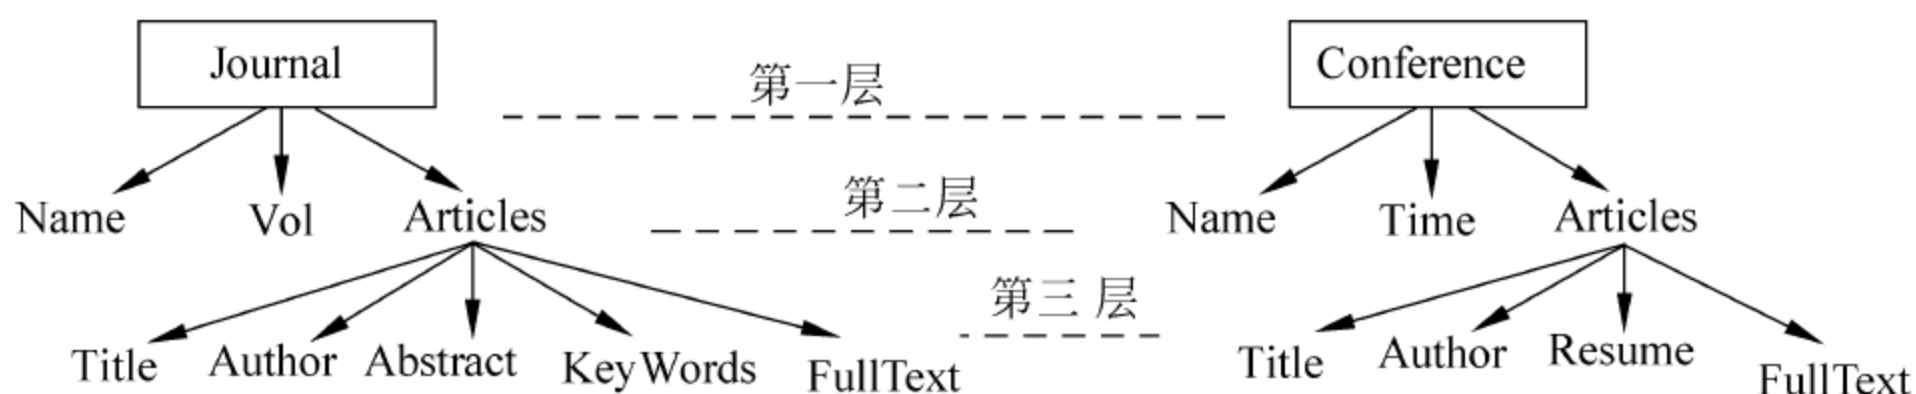 Journal 第一层 Conference
Name Vol Articles 第二层 Name Time Articles
第三 层
Title Author Abstract KeyWords FullText Title Author Resume FullText